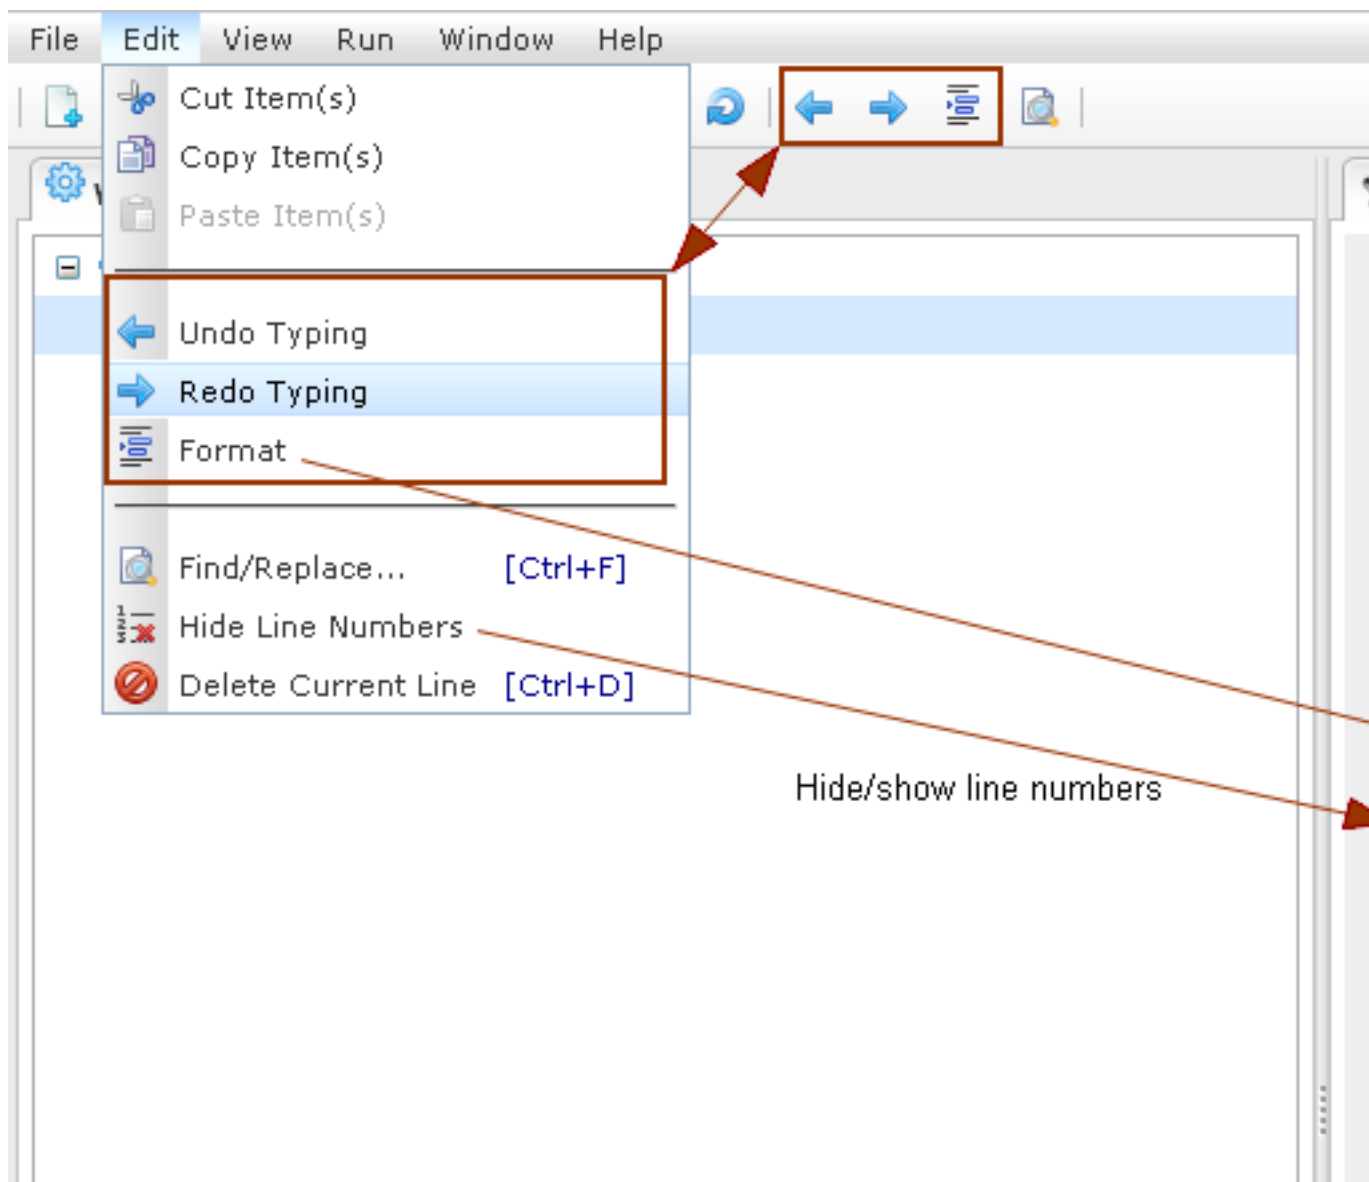 File Edit View Run Window Help
Cut Item(s)
Copy Item(s)
Paste Item(s)
Undo Typing
Redo Typing
Format
Find/Replace... [Ctrl+F]
Hide Line Numbers
Delete Current Line [Ctrl+D]
Hide/show line numbers